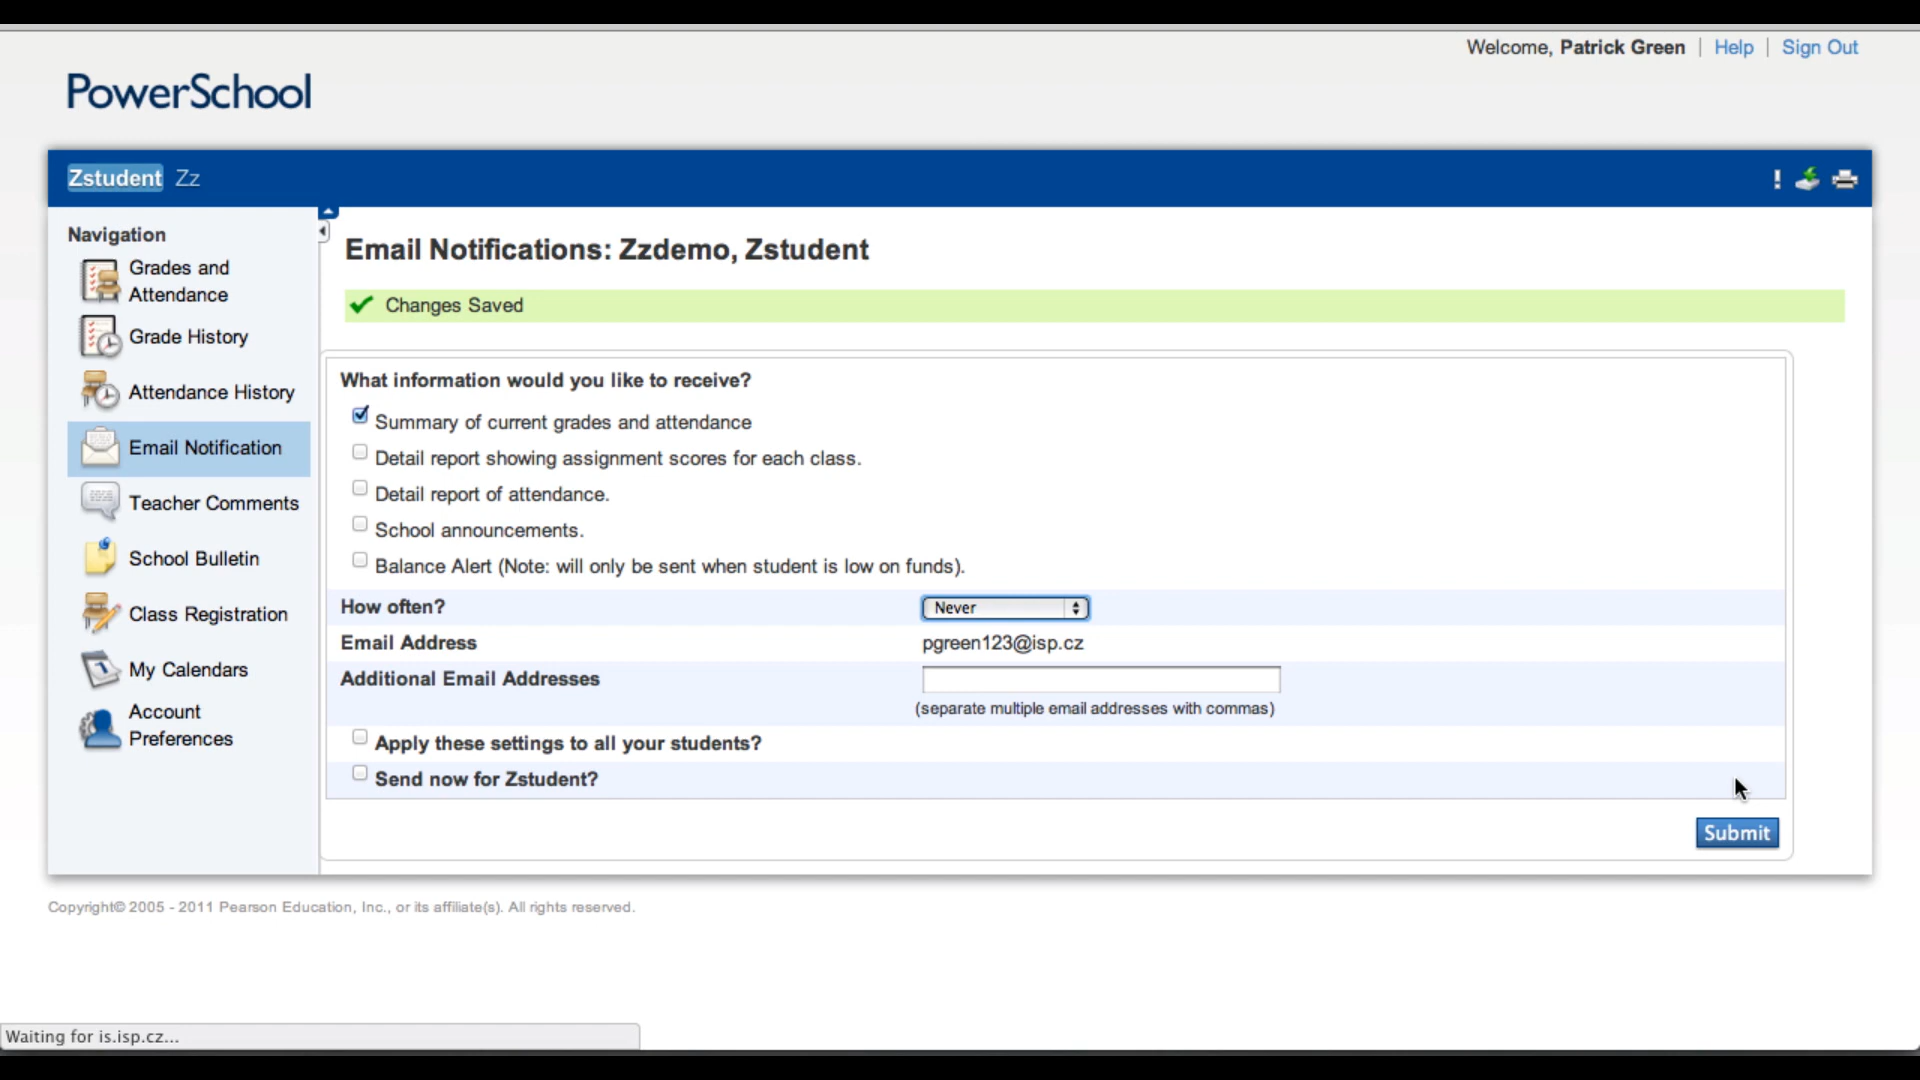 Welcome, Patrick Green | Help | Sign Out
PowerSchool
Zstudent Zz
Navigation
Grades and
Attendance
Grade History
Attendance History
Email Notification
Teacher Comments
School Bulletin
Class Registration
My Calendars
Account
Preferences
Email Notifications: Zzdemo, Zstudent
Changes Saved
What information would you like to receive?
Summary of current grades and attendance
Detail report showing assignment scores for each class.
Detail report of attendance.
School announcements.
Balance Alert (Note: will only be sent when student is low on funds).
How often? Never
Email Address pgreen123@isp.cz
Additional Email Addresses
(separate multiple email addresses with commas)
Apply these settings to all your students?
Send now for Zstudent?
Submit
Copyright© 2005 - 2011 Pearson Education, Inc., or its affiliate(s). All rights reserved.
Waiting for is.isp.cz...